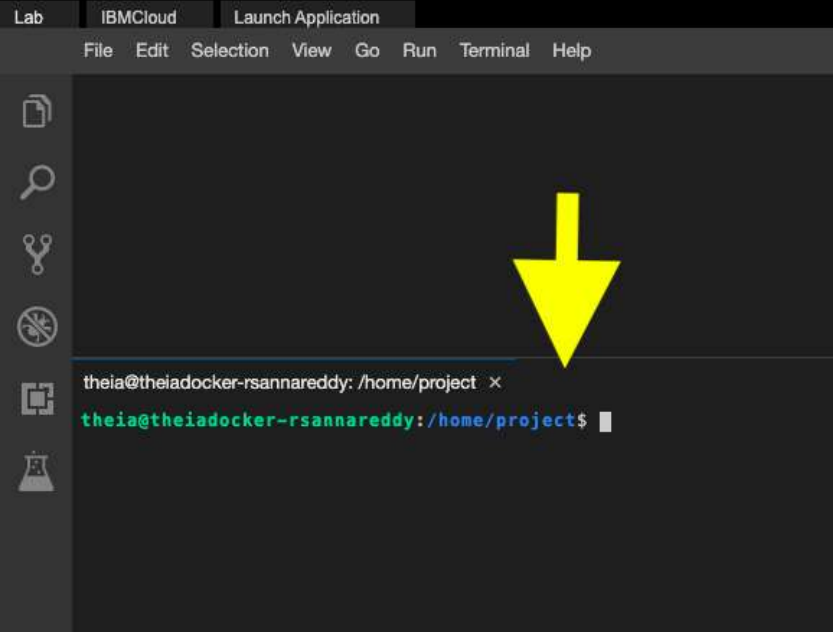 Lab IBMCloud Launch Application
File Edit Selection View Go Run Terminal Help
theia@theiadocker-rsannareddy: /home/project ×
theia@theiadocker-rsannareddy:/home/project$